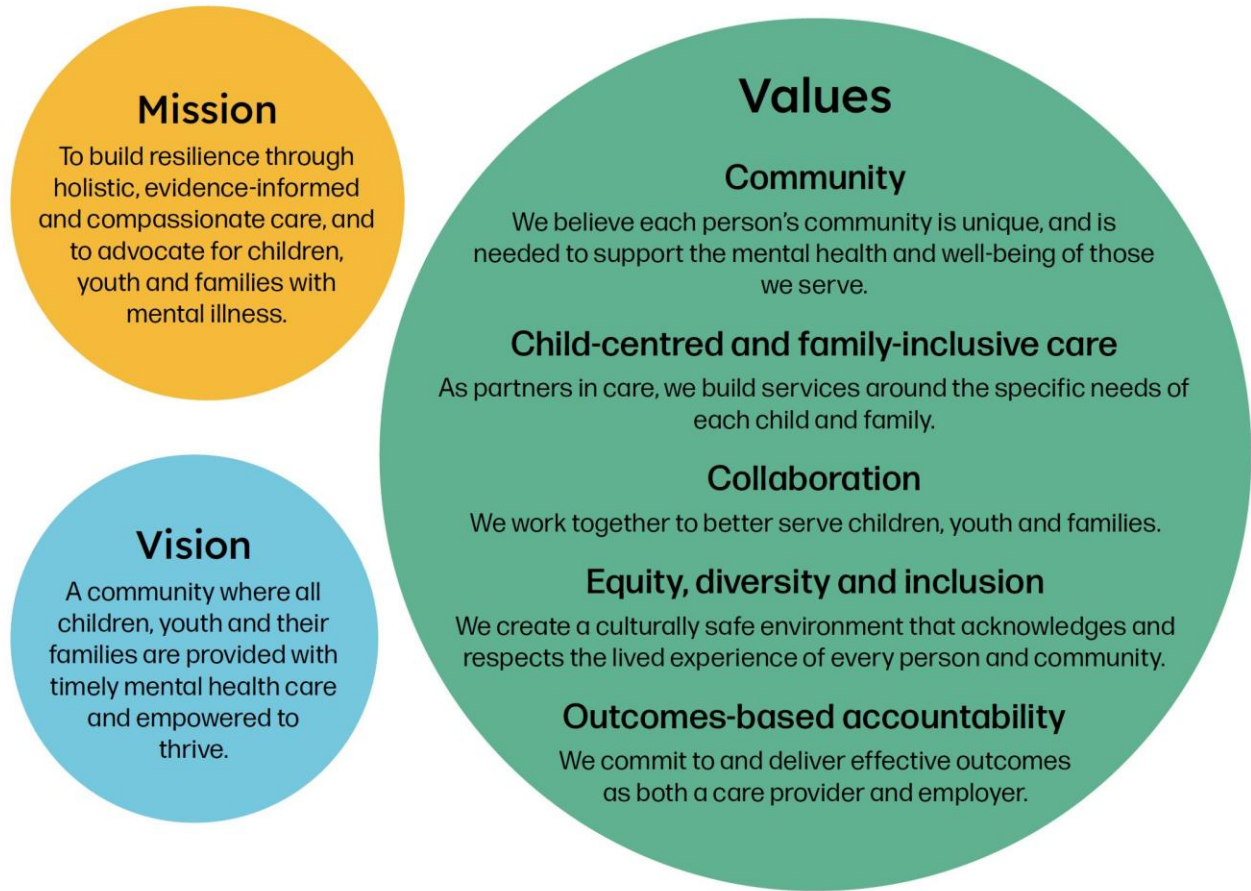 Mission
To build resilience through
holistic, evidence-informed
and compassionate care, and
to advocate for children,
youth and families with
mental illness.
Vision
A community where all
children, youth and their
families are provided with
timely mental health care
and empowered to
thrive.
Values
Community
We believe each person’s community is unique, and is
needed to support the mental health and well-being of those
we serve.
Child-centred and family-inclusive care
As partners in care, we build services around the specific needs of
each child and family.
Collaboration
We work together to better serve children, youth and families.
Equity, diversity and inclusion
We create a culturally safe environment that acknowledges and
respects the lived experience of every person and community.
Outcomes-based accountability
We commit to and deliver effective outcomes
as both a care provider and employer.